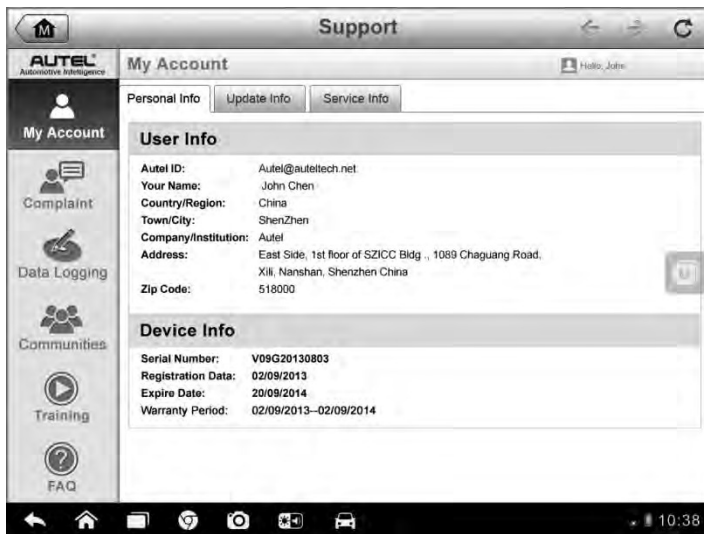 M
Support
AUTEL
Automotive Intelligence
My Account
Hello, John
My Account
Complaint
Data Logging
Communities
Training
FAQ
Personal Info
Update Info
Service Info
User Info
Autel ID: Autel@auteltech.net
Your Name: John Chen
Country/Region: China
Town/City: ShenZhen
Company/Institution: Autel
Address: East Side, 1st floor of SZICC Bldg ., 1089 Chaguang Road,
Xili, Nanshan, Shenzhen China
Zip Code: 518000
Device Info
Serial Number: V09G20130803
Registration Data: 02/09/2013
Expire Date: 20/09/2014
Warranty Period: 02/09/2013--02/09/2014
U
10:38